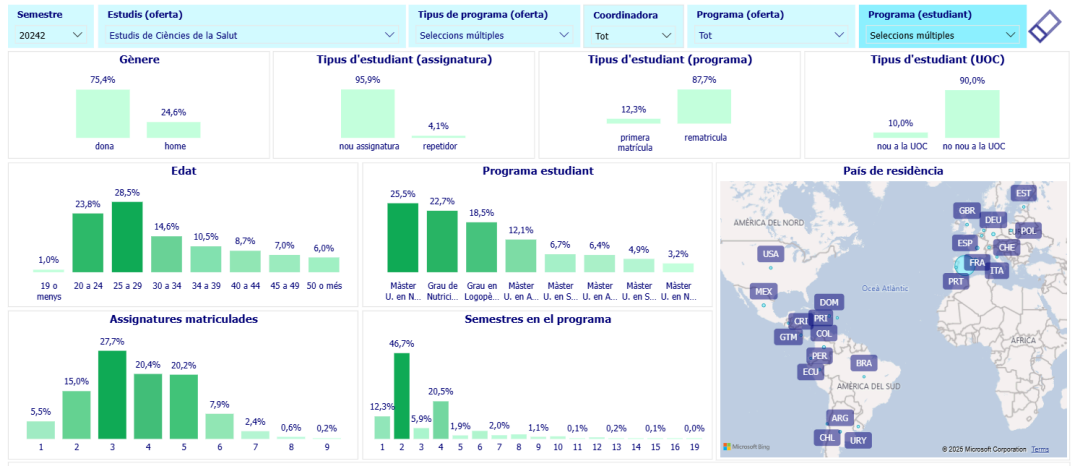 Semestre
20242
Estudis (oferta)
Estudis de Ciències de la Salut
Tipus de programa (oferta)
Seleccions múltiples
Coordinadora
Tot
Programa (oferta)
Tot
Programa (estudiant)
Seleccions múltiples
Gènere
75,4%
24,6%
dona
home
Tipus d'estudiant (assignatura)
95,9%
4,1%
nou assignatura
repetidor
Tipus d'estudiant (programa)
12,3%
87,7%
primera
matrícula
rematricula
Tipus d'estudiant (UOC)
10,0%
90,0%
nou a la UOC
no nou a la UOC
Edat
1,0%
23,8%
28,5%
14,6%
10,5%
8,7%
7,0%
6,0%
19 o
menys
20 a 24
25 a 29
30 a 34
34 a 39
40 a 44
45 a 49
50 o més
Programa estudiant
25,5%
22,7%
18,5%
12,1%
6,7%
6,4%
4,9%
3,2%
Màster
U. en N...
Grau de
Nutrici...
Grau en
Logopè...
Màster
U. en A...
Màster
U. en S...
Màster
U. en A...
Màster
U. en S...
Màster
U. en N...
País de residència
AMÈRICA DEL NORD
Oceà Atlàntic
ÀFRICA
AMÈRICA DEL SUD
EST
GBR
DEU
POL
ESP
CHE
FRA
ITA
PRT
USA
MEX
DOM
CRI
PRI
GTM
COL
PER
ECU
BRA
ARG
CHL
URY
Microsoft Bing
© 2025 Microsoft Corporation
Terms
Assignatures matriculades
5,5%
15,0%
27,7%
20,4%
20,2%
7,9%
2,4%
0,6%
0,2%
1 2 3 4 5 6 7 8 9
Semestres en el programa
12,3%
46,7%
5,9%
20,5%
1,9%
2,0%
1,1%
0,1%
0,2%
0,1%
0,0%
1 2 3 4 5 6 7 8 9 10 11 12 13 14 15 16 19